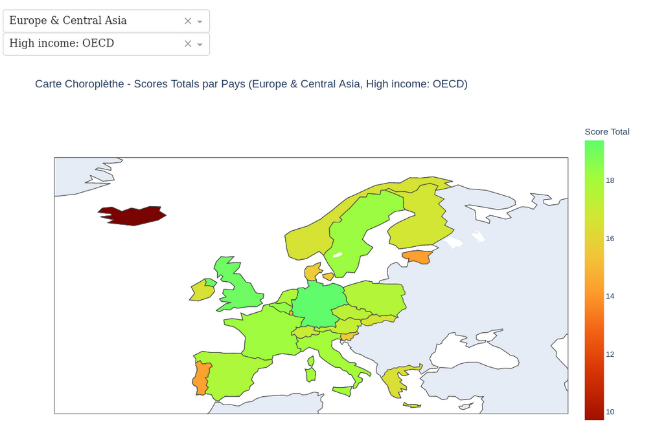 Europe & Central Asia
High income: OECD
Carte Choroplèthe - Scores Totals par Pays (Europe & Central Asia, High income: OECD)
Score Total
18
16
14
12
10